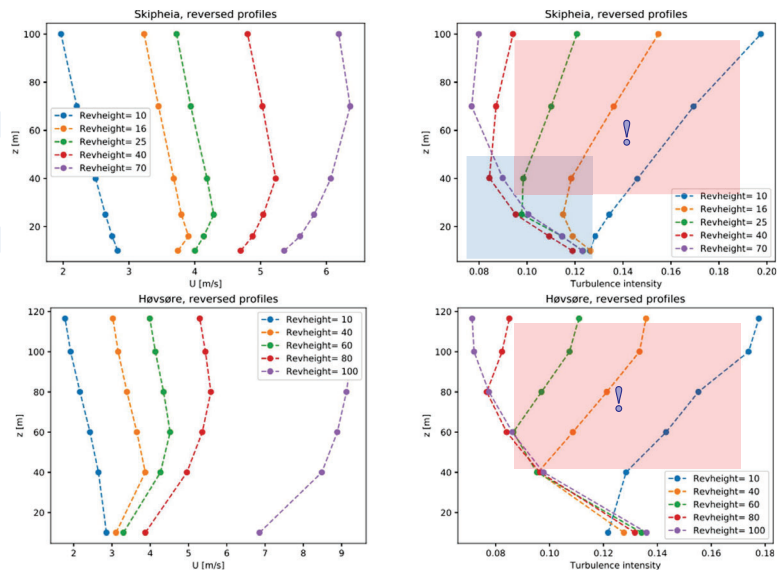 Skipheia, reversed profiles
100
80
60
40
20
z [m]
Revheight= 10
Revheight= 16
Revheight= 25
Revheight= 40
Revheight= 70
2 3 4 5 6
U [m/s]
Skipheia, reversed profiles
100
80
60
40
20
z [m]
!
Revheight= 10
Revheight= 16
Revheight= 25
Revheight= 40
Revheight= 70
0.08 0.10 0.12 0.14 0.16 0.18 0.20
Turbulence intensity
Høvsøre, reversed profiles
120
100
80
60
40
20
z [m]
Revheight= 10
Revheight= 40
Revheight= 60
Revheight= 80
Revheight= 100
2 3 4 5 6 7 8 9
U [m/s]
Høvsøre, reversed profiles
120
100
80
60
40
20
z [m]
!
Revheight= 10
Revheight= 40
Revheight= 60
Revheight= 80
Revheight= 100
0.08 0.10 0.12 0.14 0.16 0.18
Turbulence intensity